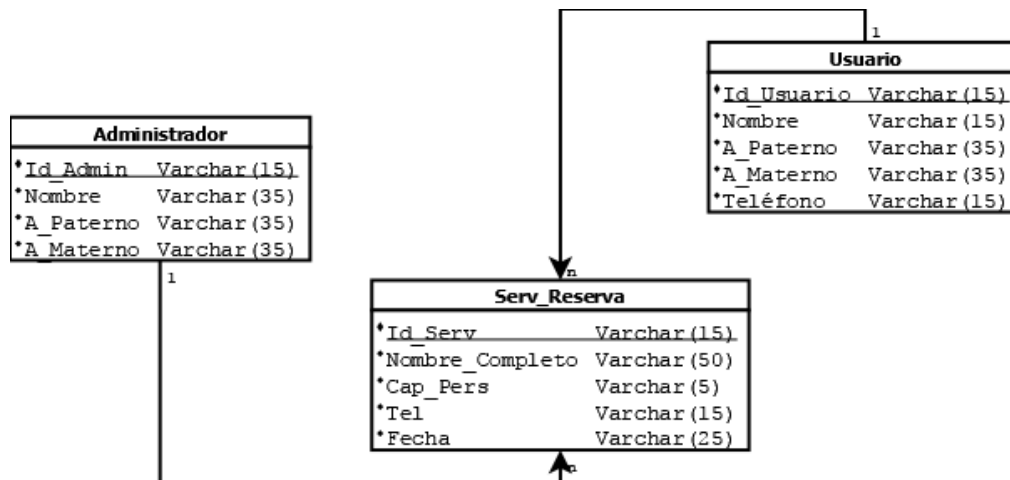 1
Usuario
Id_Usuario Varchar(15)
Nombre Varchar(15)
A_Paterno Varchar(35)
A_Materno Varchar(35)
Teléfono Varchar(15)
Administrador
Id_Admin Varchar(15)
Nombre Varchar(35)
A_Paterno Varchar(35)
A_Materno Varchar(35)
1
n
Serv_Reserva
Id_Serv Varchar(15)
Nombre_Completo Varchar(50)
Cap_Pers Varchar(5)
Tel Varchar(15)
Fecha Varchar(25)
n